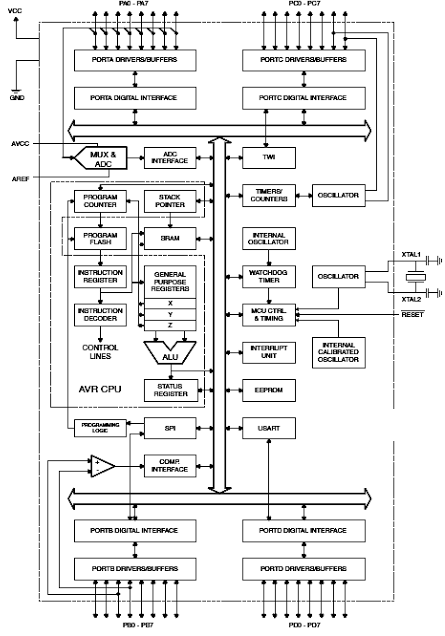 PA0 - PA7
PC0 - PC7
VCC
GND
PORTA DRIVERS/BUFFERS
PORTC DRIVERS/BUFFERS
PORTA DIGITAL INTERFACE
PORTC DIGITAL INTERFACE
AVCC
AREF
MUX &
ADC
ADC
INTERFACE
TWI
PROGRAM
COUNTER
STACK
POINTER
TIMERS/
COUNTERS
OSCILLATOR
PROGRAM
FLASH
SRAM
INTERNAL
OSCILLATOR
INSTRUCTION
REGISTER
GENERAL
PURPOSE
REGISTERS
X
Y
Z
WATCHDOG
TIMER
OSCILLATOR
XTAL1
XTAL2
RESET
INSTRUCTION
DECODER
MCU CTRL.
& TIMING
CONTROL
LINES
ALU
INTERRUPT
UNIT
INTERNAL
CALIBRATED
OSCILLATOR
AVR CPU
STATUS
REGISTER
EEPROM
PROGRAMMING
LOGIC
SPI
USART
+
-
COMP.
INTERFACE
PORTB DIGITAL INTERFACE
PORTD DIGITAL INTERFACE
PORTB DRIVERS/BUFFERS
PORTD DRIVERS/BUFFERS
PB0 - PB7
PD0 - PD7